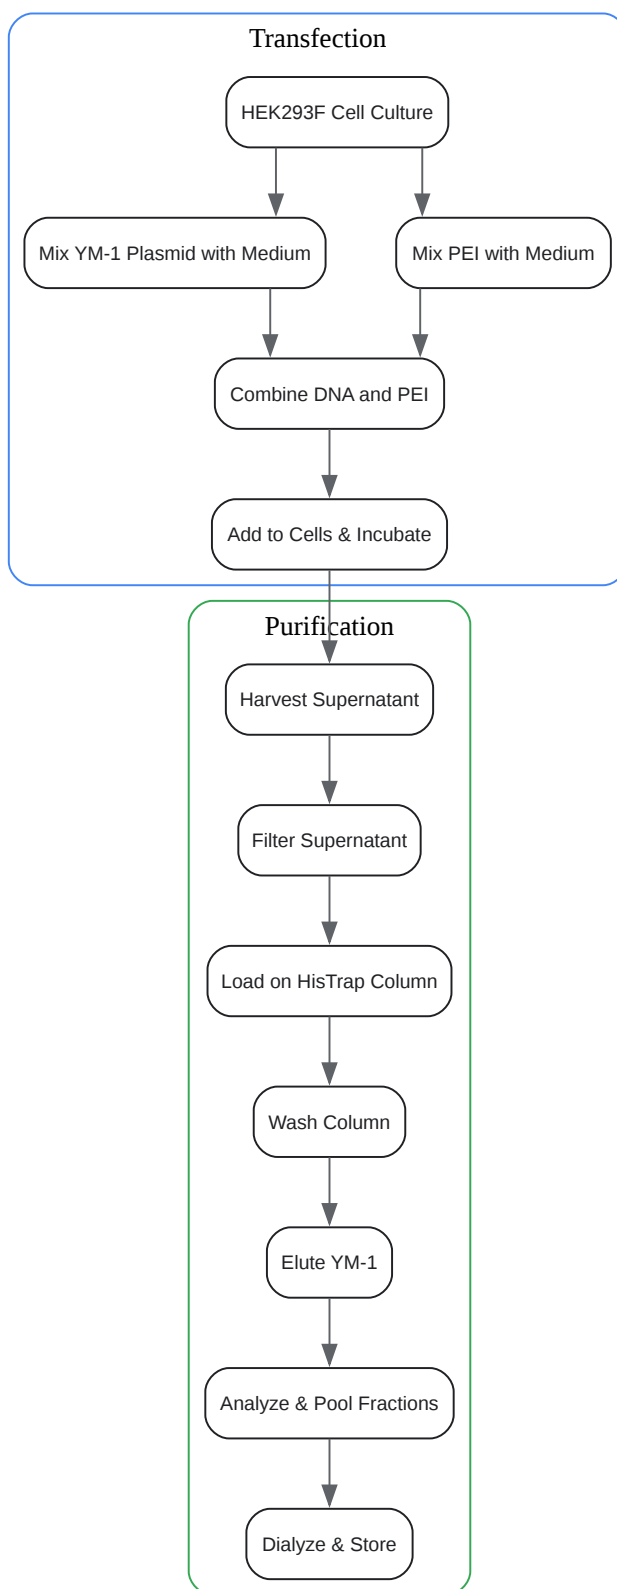 Transfection
HEK293F Cell Culture
Mix YM-1 Plasmid with Medium
Mix PEI with Medium
Combine DNA and PEI
Add to Cells & Incubate
Purification
Harvest Supernatant
Filter Supernatant
Load on HisTrap Column
Wash Column
Elute YM-1
Analyze & Pool Fractions
Dialyze & Store